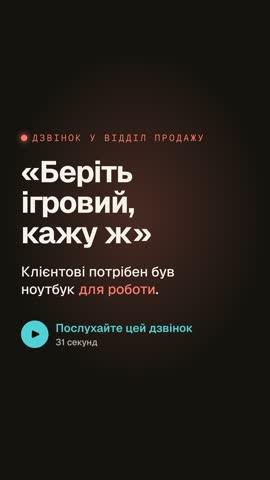 ДЗВІНОК У ВІДДІЛ ПРОДАЖУ
«Беріть
ігровий,
кажу ж»
Клієнтові потрібен був
ноутбук для роботи.
Послухайте цей дзвінок
31 секунд